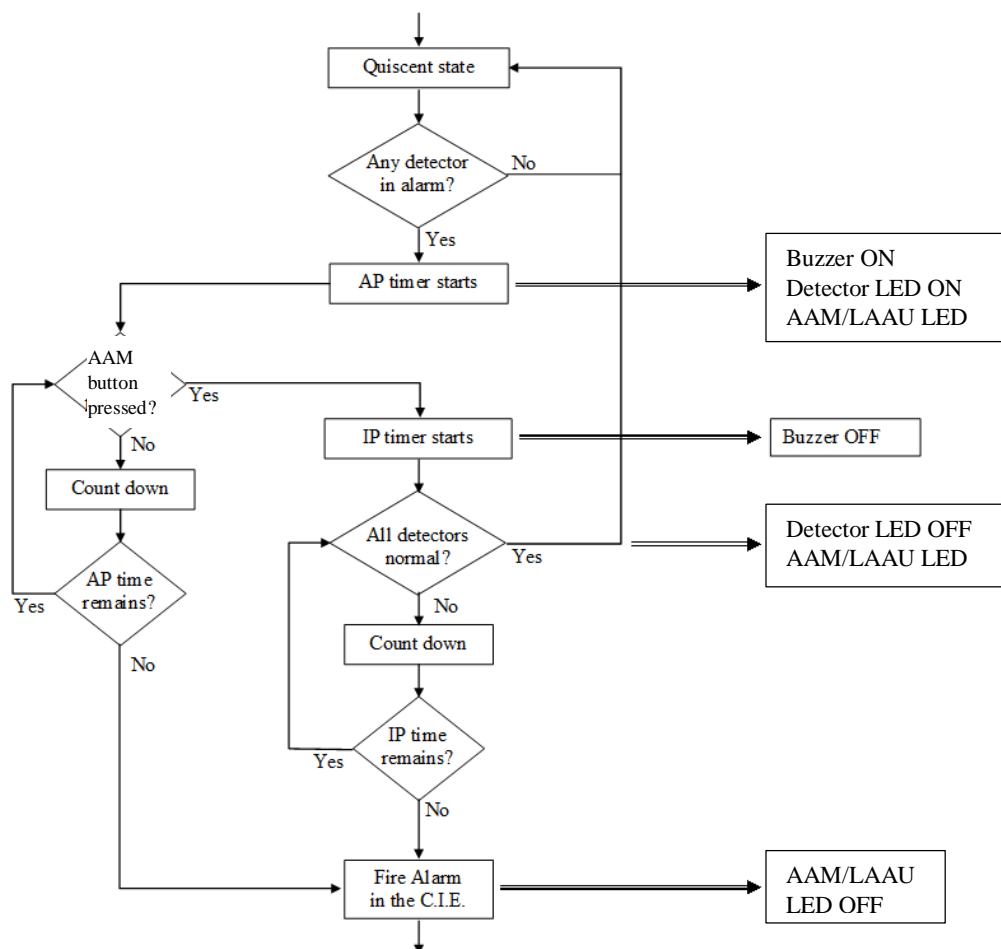 Quiscent state
Any detector
in alarm?
No
Yes
AP timer starts
Buzzer ON
Detector LED ON
AAM/LAAU LED
AAM
button
pressed?
Yes
No
IP timer starts
Buzzer OFF
Count down
All detectors
normal?
Yes
Detector LED OFF
AAM/LAAU LED
AP time
remains?
Yes
No
No
Count down
IP time
remains?
Yes
No
Fire Alarm
in the C.I.E.
AAM/LAAU
LED OFF